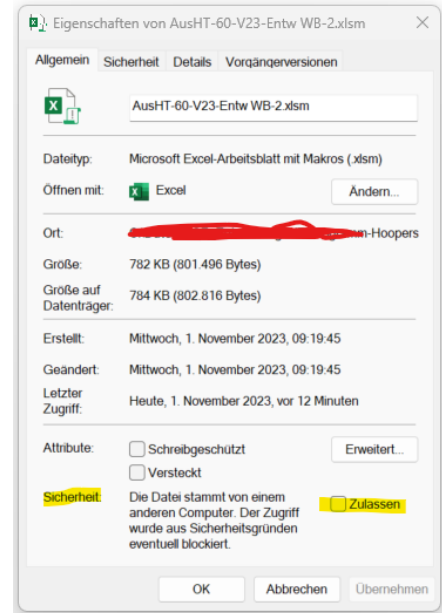 Eigenschaften von AusHT-60-V23-Entw WB-2.xlsm
Allgemein Sicherheit Details Vorgängerversionen
AusHT-60-V23-Entw WB-2.xlsm
Dateityp: Microsoft Excel-Arbeitsblatt mit Makros (.xlsm)
Öffnen mit: Excel Ändern...
Ort: -Hoopers
Größe: 782 KB (801.496 Bytes)
Größe auf
Datenträger: 784 KB (802.816 Bytes)
Erstellt: Mittwoch, 1. November 2023, 09:19:45
Geändert: Mittwoch, 1. November 2023, 09:19:45
Letzter
Zugriff: Heute, 1. November 2023, vor 12 Minuten
Attribute: Schreibgeschützt Erweitert...
Versteckt
Sicherheit: Die Datei stammt von einem
anderen Computer. Der Zugriff
wurde aus Sicherheitsgründen
eventuell blockiert.
Zulassen
OK Abbrechen Übernehmen